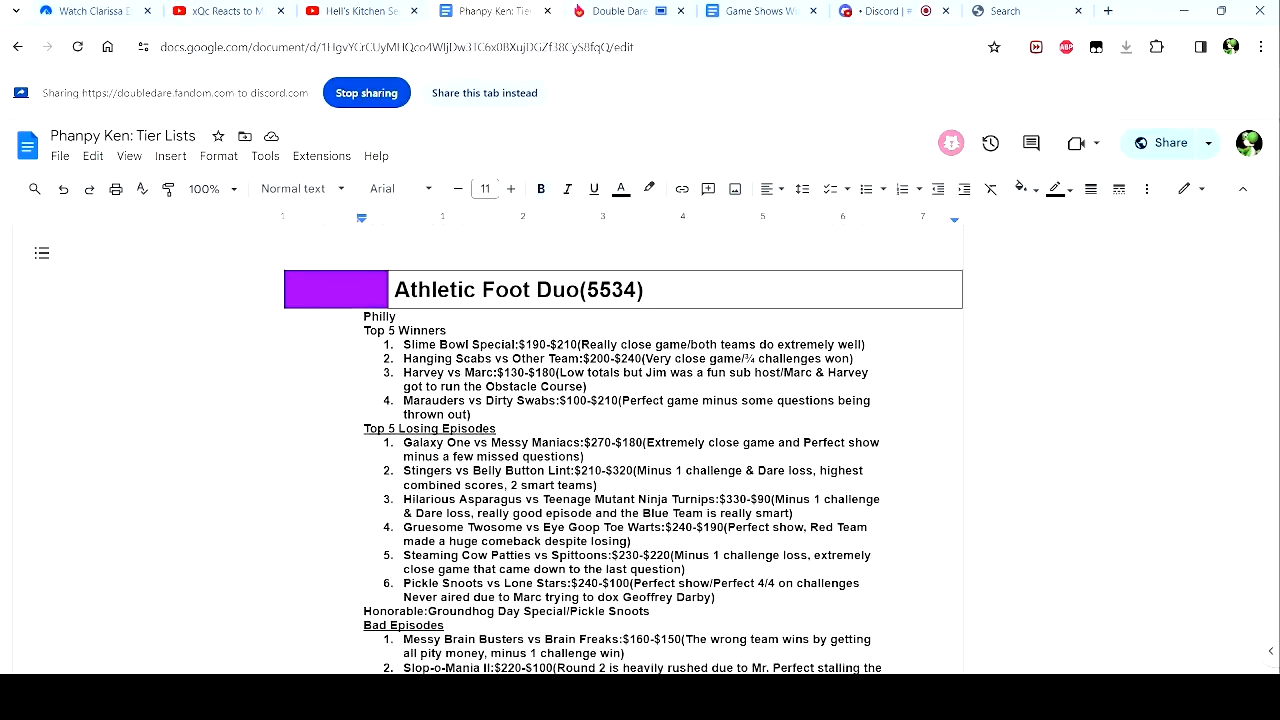 Watch Clarissa E
xQc Reacts to M
Hell's Kitchen Se
Phanpy Ken: Tier
Double Dare
Game Shows W
• Discord | #
Search
Sharing https://doubledare.fandom.com to discord.com
Stop sharing
Share this tab instead
Phanpy Ken: Tier Lists
File Edit View Insert Format Tools Extensions Help
Share
100% Normal text Arial 11 B I U A
1 1 2 3 4 5 6 7
Athletic Foot Duo(5534)
Philly
Top 5 Winners
1. Slime Bowl Special:$190-$210(Really close game/both teams do extremely well)
2. Hanging Scabs vs Other Team:$200-$240(Very close game/¾ challenges won)
3. Harvey vs Marc:$130-$180(Low totals but Jim was a fun sub host/Marc & Harvey
got to run the Obstacle Course)
4. Marauders vs Dirty Swabs:$100-$210(Perfect game minus some questions being
thrown out)
Top 5 Losing Episodes
1. Galaxy One vs Messy Maniacs:$270-$180(Extremely close game and Perfect show
minus a few missed questions)
2. Stingers vs Belly Button Lint:$210-$320(Minus 1 challenge & Dare loss, highest
combined scores, 2 smart teams)
3. Hilarious Asparagus vs Teenage Mutant Ninja Turnips:$330-$90(Minus 1 challenge
& Dare loss, really good episode and the Blue Team is really smart)
4. Gruesome Twosome vs Eye Goop Toe Warts:$240-$190(Perfect show, Red Team
made a huge comeback despite losing)
5. Steaming Cow Patties vs Spittoons:$230-$220(Minus 1 challenge loss, extremely
close game that came down to the last question)
6. Pickle Snoots vs Lone Stars:$240-$100(Perfect show/Perfect 4/4 on challenges
Never aired due to Marc trying to dox Geoffrey Darby)
Honorable:Groundhog Day Special/Pickle Snoots
Bad Episodes
1. Messy Brain Busters vs Brain Freaks:$160-$150(The wrong team wins by getting
all pity money, minus 1 challenge win)
2. Slop-o-Mania II:$220-$100(Round 2 is heavily rushed due to Mr. Perfect stalling the